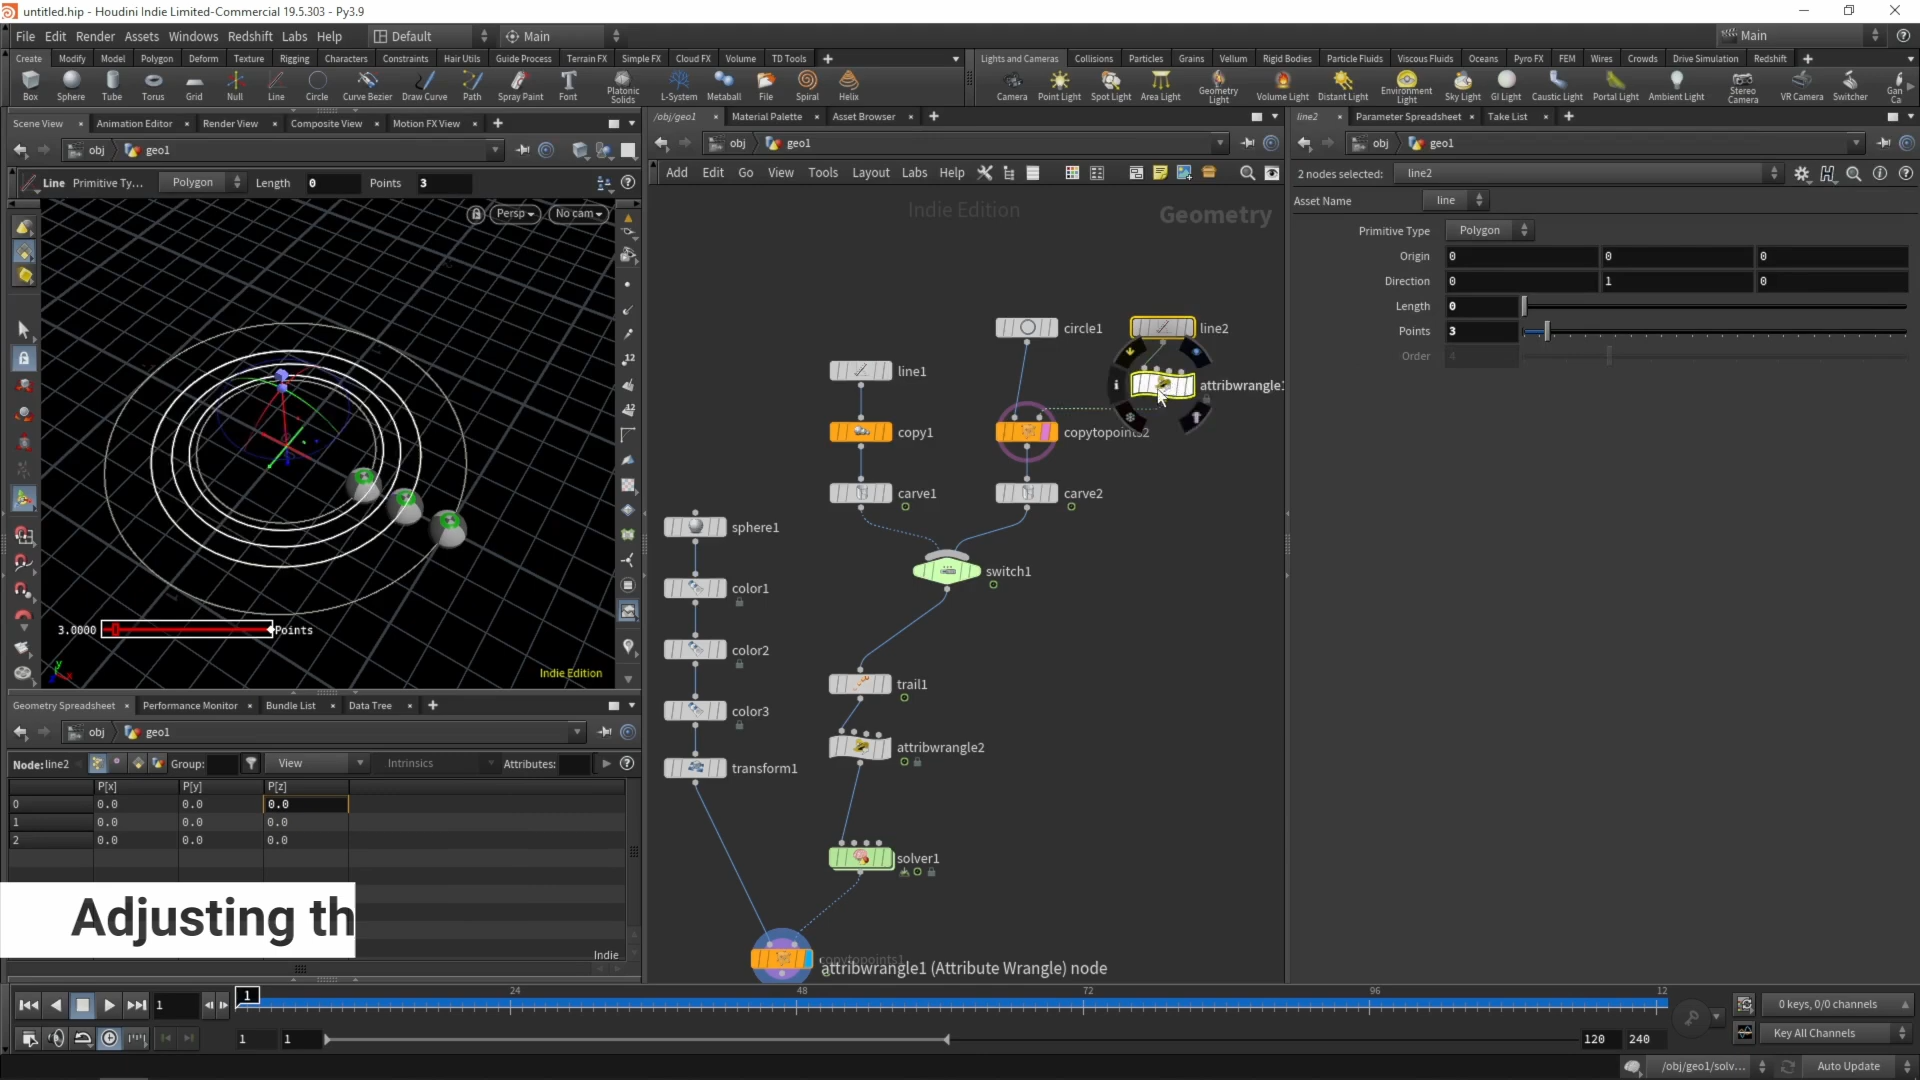 untitled.hip - Houdini Indie Limited-Commercial 19.5.303 - Py3.9
File Edit Render Assets Windows Redshift Labs Help Default Main Main
Create Modify Model Polygon Deform Texture Rigging Characters Constraints Hair Utils Guide Process Terrain FX Simple FX Cloud FX Volume TD Tools
Lights and Cameras Collisions Particles Grains Vellum Rigid Bodies Particle Fluids Viscous Fluids Oceans Pyro FX FEM Wires Crowds Drive Simulation Redshift
Box Sphere Tube Torus Grid Null Line Circle Curve Bezier Draw Curve Path Spray Paint Font Platonic Solids L-System Metaball File Spiral Helix
Camera Point Light Spot Light Area Light Geometry Light Volume Light Distant Light Environment Light Sky Light GI Light Caustic Light Portal Light Ambient Light Stereo Camera VR Camera Switcher Gan Ca
Scene View Animation Editor Render View Composite View Motion FX View
/obj/geo1 Material Palette Asset Browser
line2 Parameter Spreadsheet Take List
obj geo1
obj geo1
obj geo1
Line Primitive Ty... Polygon Length 0 Points 3
Add Edit Go View Tools Layout Labs Help
2 nodes selected: line2
Asset Name line
Persp No cam
Indie Edition
Geometry
Primitive Type Polygon
Origin 0 0 0
Direction 0 1 0
Length 0
Points 3
Order 4
circle1
line2
line1
attribwrangle1
copy1
copytopoints2
carve1
carve2
sphere1
switch1
color1
color2
trail1
color3
attribwrangle2
transform1
solver1
copytopoints1
attribwrangle1 (Attribute Wrangle) node
12
12
3.0000 Points
Indie Edition
y
x
Geometry Spreadsheet Performance Monitor Bundle List Data Tree
obj geo1
Node: line2 Group: View Intrinsics Attributes:
P[x] P[y] P[z]
0 0.0 0.0 0.0
1 0.0 0.0 0.0
2 0.0 0.0 0.0
Adjusting th
Indie
1 1 24 48 72 96 12
0 keys, 0/0 channels
1 1 120 240
Key All Channels
/obj/geo1/solv... Auto Update